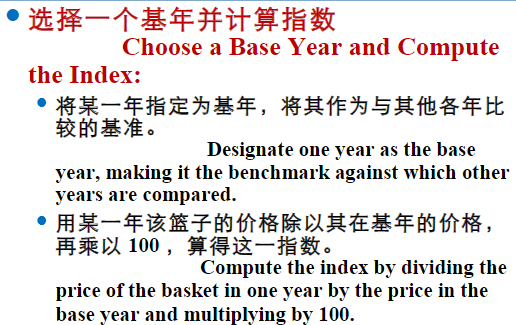 • 选择一个基年并计算指数
Choose a Base Year and Compute
the Index:
• 将某一年指定为基年，将其作为与其他各年比
较的基准。
Designate one year as the base
year, making it the benchmark against which other
years are compared.
• 用某一年该篮子的价格除以其在基年的价格，
再乘以 100 ，算得这一指数。
Compute the index by dividing the
price of the basket in one year by the price in the
base year and multiplying by 100.